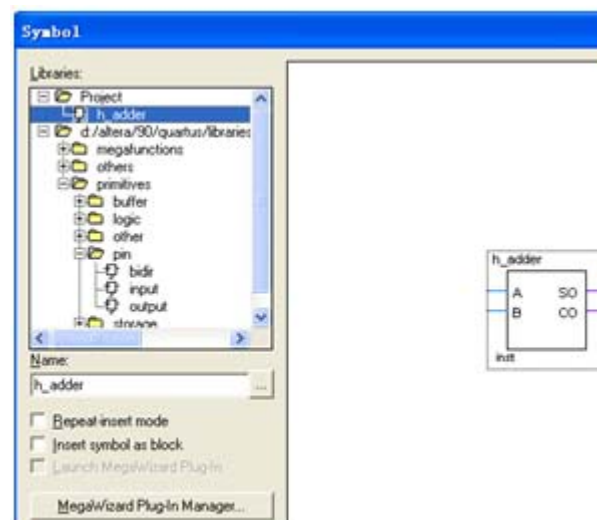 Symbol
Libraries:
Project
h_adder
d:/altera/90/quartus/libraries
megafunctions
others
primitives
buffer
logic
other
pin
bidir
input
output
storage
Name:
h_adder
...
Repeat-insert mode
Insert symbol as block
Launch MegaWizard Plug-In
MegaWizard Plug-In Manager...
h_adder
A SO
B CO
inst